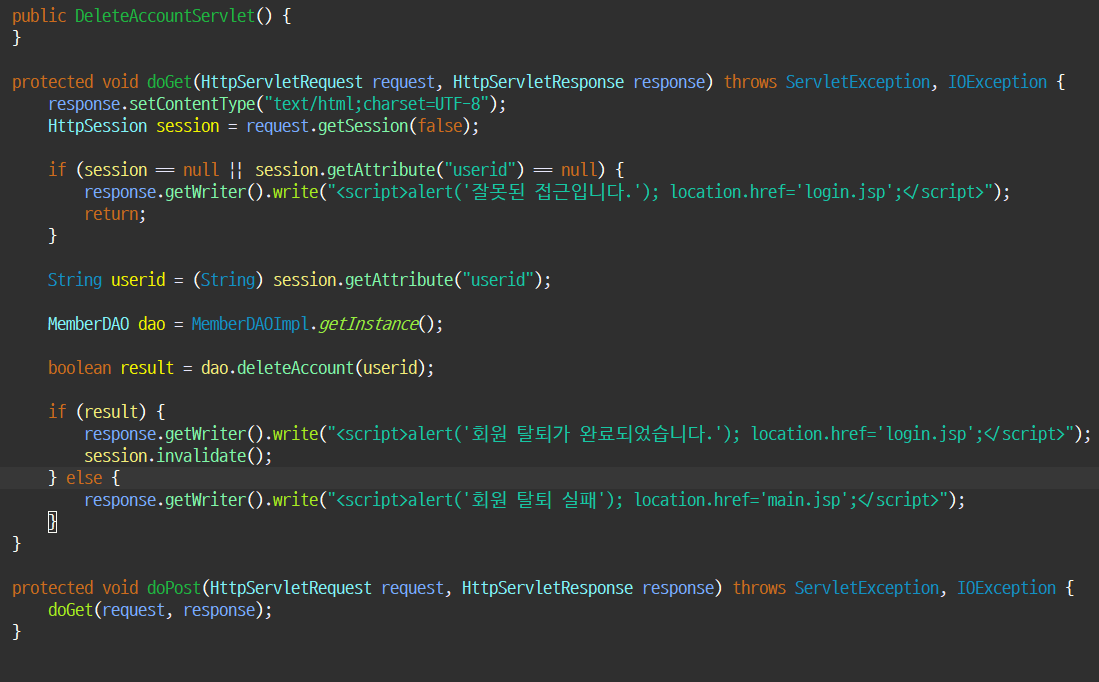 public DeleteAccountServlet() {
}
protected void doGet(HttpServletRequest request, HttpServletResponse response) throws ServletException, IOException {
response.setContentType("text/html;charset=UTF-8");
HttpSession session = request.getSession(false);
if (session == null || session.getAttribute("userid") == null) {
response.getWriter().write("<script>alert('잘못된 접근입니다.'); location.href='login.jsp';</script>");
return;
}
String userid = (String) session.getAttribute("userid");
MemberDAO dao = MemberDAOImpl.getInstance();
boolean result = dao.deleteAccount(userid);
if (result) {
response.getWriter().write("<script>alert('회원 탈퇴가 완료되었습니다.'); location.href='login.jsp';</script>");
session.invalidate();
} else {
response.getWriter().write("<script>alert('회원 탈퇴 실패'); location.href='main.jsp';</script>");
}
}
protected void doPost(HttpServletRequest request, HttpServletResponse response) throws ServletException, IOException {
doGet(request, response);
}